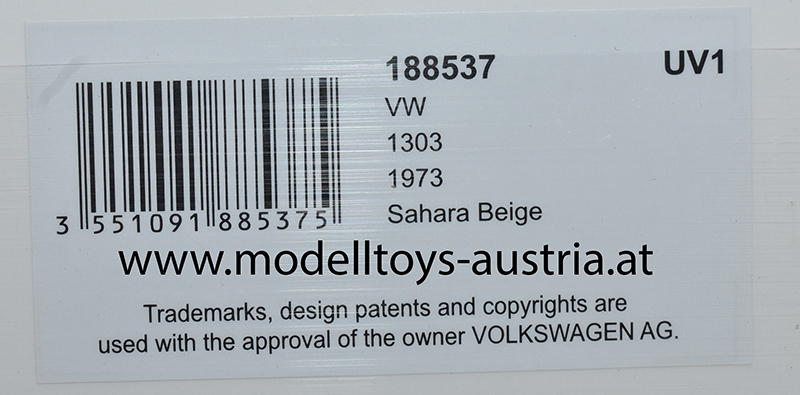 188537
UV1
VW
1303
1973
Sahara Beige
3 551091 885375
www.modelltoys-austria.at
Trademarks, design patents and copyrights are
used with the approval of the owner VOLKSWAGEN AG.